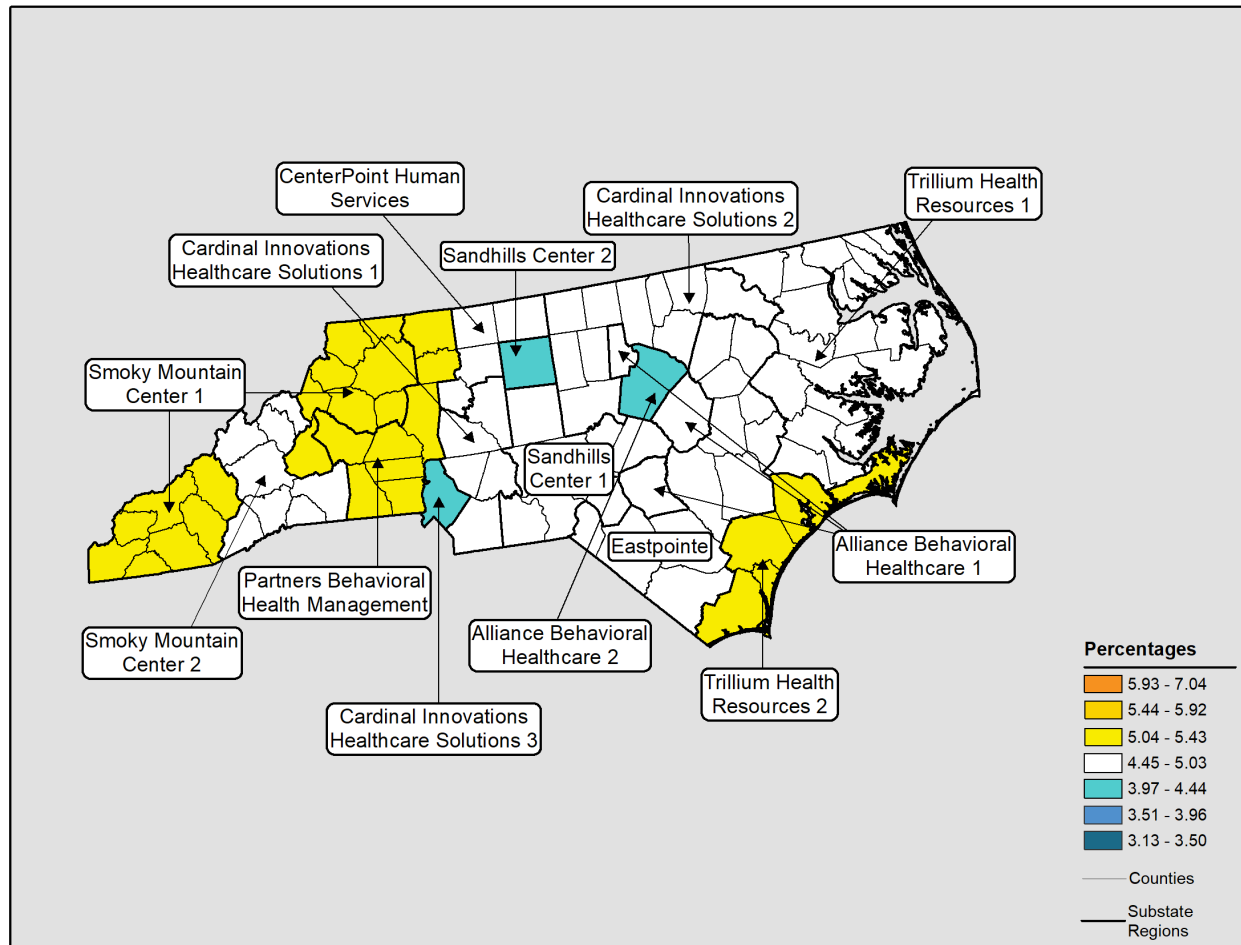 CenterPoint Human
Services
Cardinal Innovations
Healthcare Solutions 2
Trillium Health
Resources 1
Cardinal Innovations
Healthcare Solutions 1
Sandhills Center 2
Smoky Mountain
Center 1
Sandhills
Center 1
Eastpointe
Alliance Behavioral
Healthcare 1
Partners Behavioral
Health Management
Smoky Mountain
Center 2
Alliance Behavioral
Healthcare 2
Trillium Health
Resources 2
Cardinal Innovations
Healthcare Solutions 3
Percentages
5.93 - 7.04
5.44 - 5.92
5.04 - 5.43
4.45 - 5.03
3.97 - 4.44
3.51 - 3.96
3.13 - 3.50
Counties
Substate
Regions